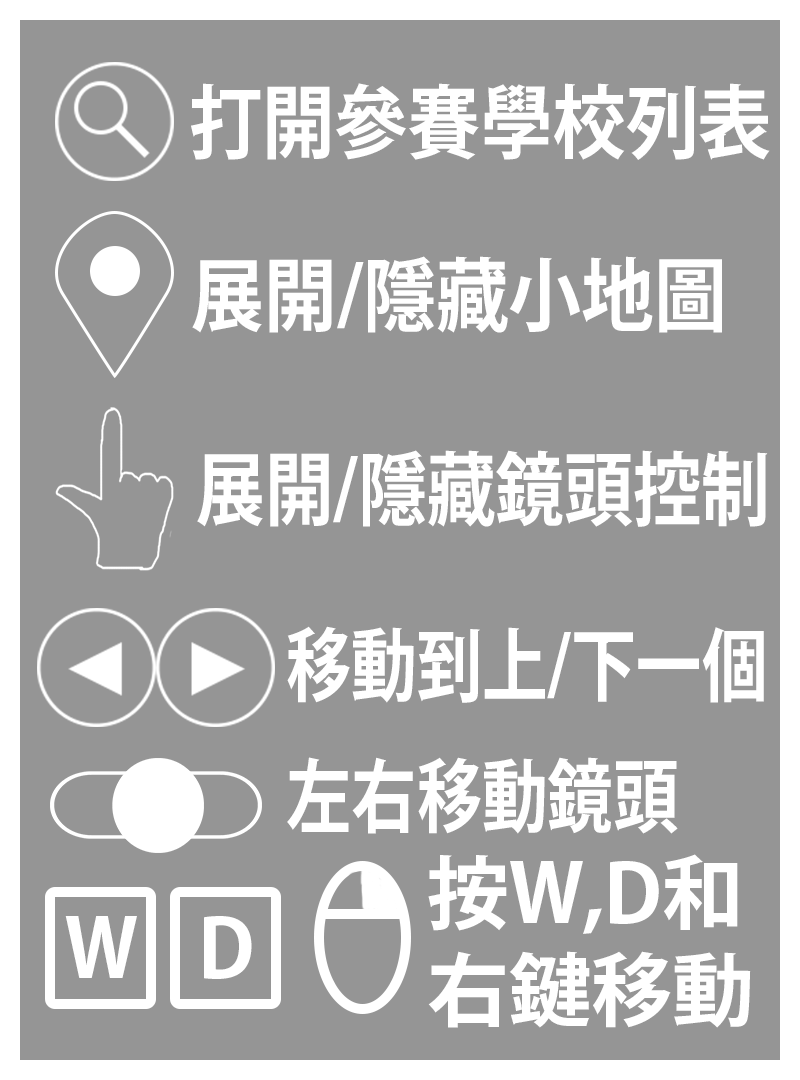 打開參賽學校列表
展開/隱藏小地圖
展開/隱藏鏡頭控制
移動到上/下一個
左右移動鏡頭
W D 按W,D和
右鍵移動